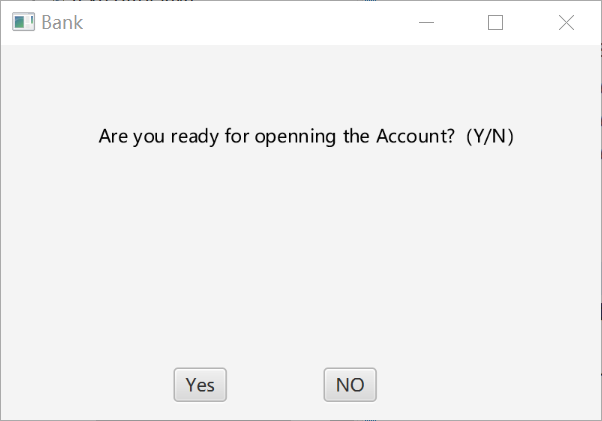 Bank
Are you ready for openning the Account?（Y/N）
Yes
NO